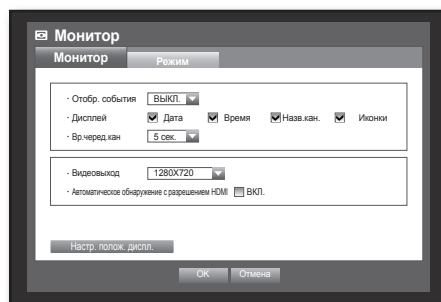 Монитор
Монитор Режим
· Отобр. события ВЫКЛ.
· Дисплей Дата Время Назв.кан. Иконки
· Вр.черед.кан 5 сек.
· Видеовыход 1280X720
· Автоматическое обнаружение с разрешением HDMI ВКЛ.
Настр. полож. диспл.
OK Отмена